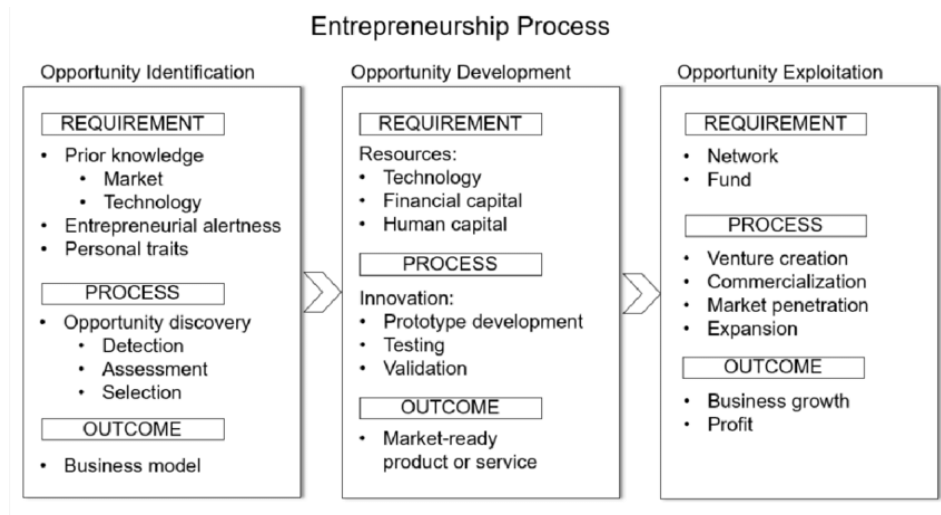 Entrepreneurship Process
Opportunity Identification
REQUIREMENT
• Prior knowledge
• Market
• Technology
• Entrepreneurial alertness
• Personal traits
PROCESS
• Opportunity discovery
• Detection
• Assessment
• Selection
OUTCOME
• Business model
Opportunity Development
REQUIREMENT
Resources:
• Technology
• Financial capital
• Human capital
PROCESS
Innovation:
• Prototype development
• Testing
• Validation
OUTCOME
• Market-ready
product or service
Opportunity Exploitation
REQUIREMENT
• Network
• Fund
PROCESS
• Venture creation
• Commercialization
• Market penetration
• Expansion
OUTCOME
• Business growth
• Profit